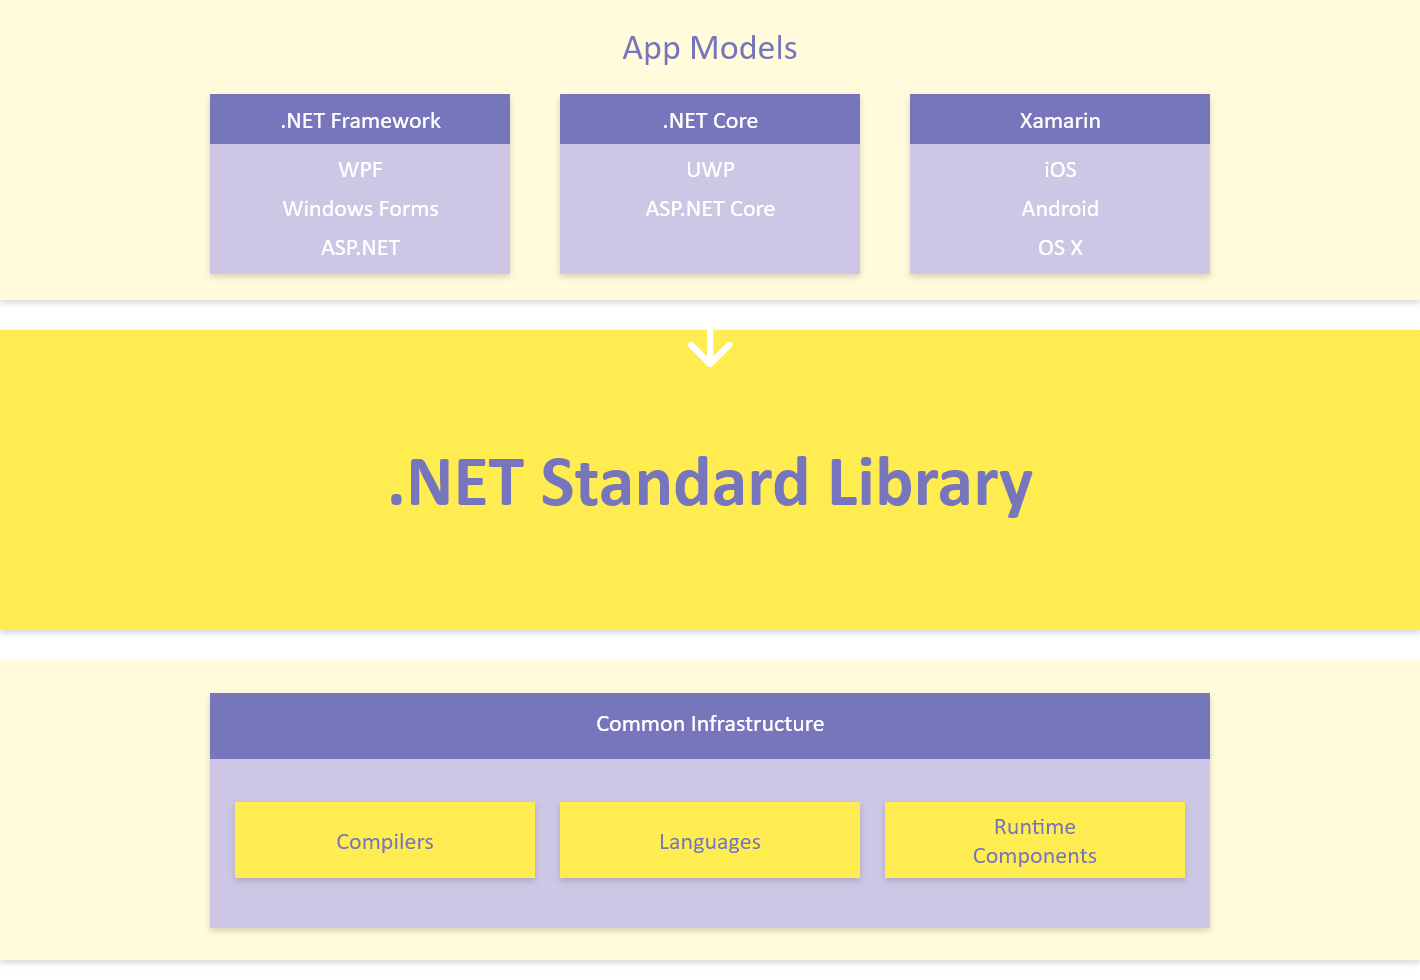 App Models
.NET Framework
WPF
Windows Forms
ASP.NET
.NET Core
UWP
ASP.NET Core
Xamarin
iOS
Android
OS X
.NET Standard Library
Common Infrastructure
Compilers
Languages
Runtime
Components